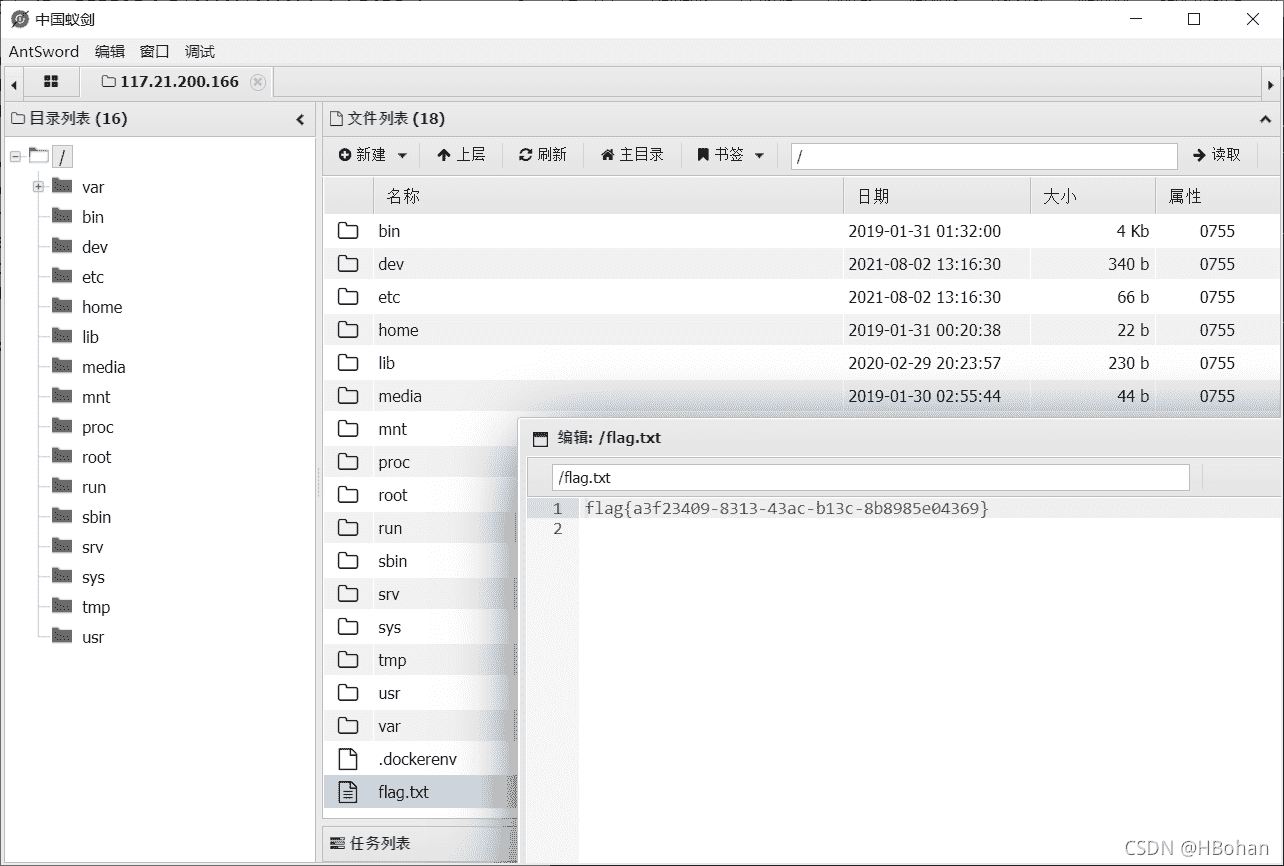 中国蚁剑
AntSword 编辑 窗口 调试
117.21.200.166
目录列表 (16)
/
var
bin
dev
etc
home
lib
media
mnt
proc
root
run
sbin
srv
sys
tmp
usr
文件列表 (18)
新建 上层 刷新 主目录 书签 / 读取
名称 日期 大小 属性
bin 2019-01-31 01:32:00 4 Kb 0755
dev 2021-08-02 13:16:30 340 b 0755
etc 2021-08-02 13:16:30 66 b 0755
home 2019-01-31 00:20:38 22 b 0755
lib 2020-02-29 20:23:57 230 b 0755
media 2019-01-30 02:55:44 44 b 0755
mnt
proc
root
run
sbin
srv
sys
tmp
usr
var
.dockerenv
flag.txt
编辑: /flag.txt
/flag.txt
1 flag{a3f23409-8313-43ac-b13c-8b8985e04369}
2
任务列表
CSDN @HBohan